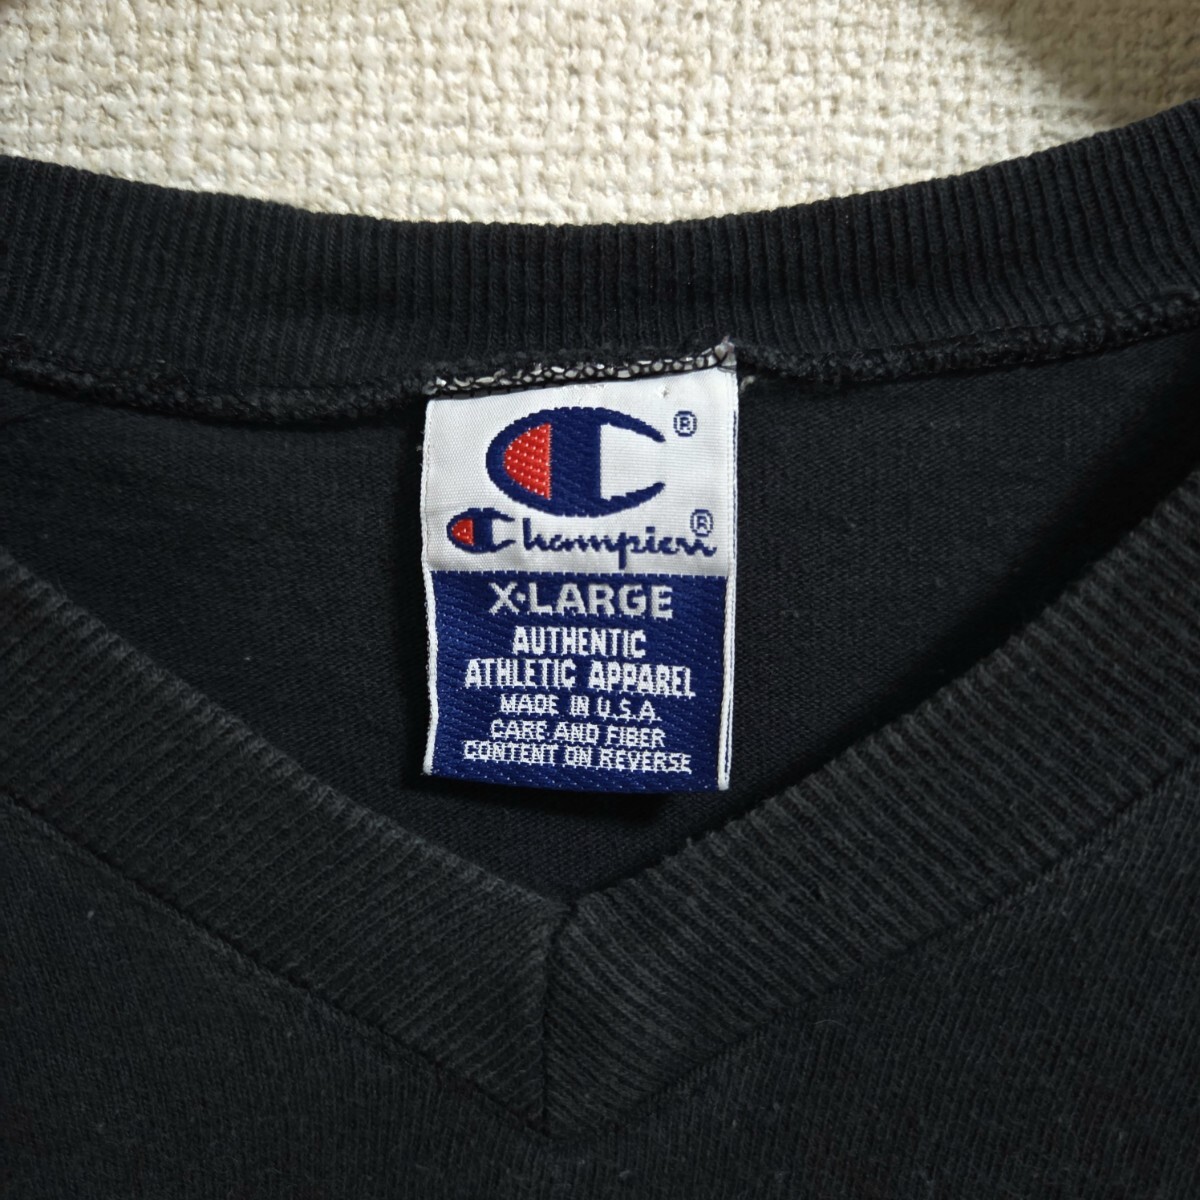 C®
Champion®
X-LARGE
AUTHENTIC
ATHLETIC APPAREL
MADE IN U.S.A.
CARE AND FIBER
CONTENT ON REVERSE